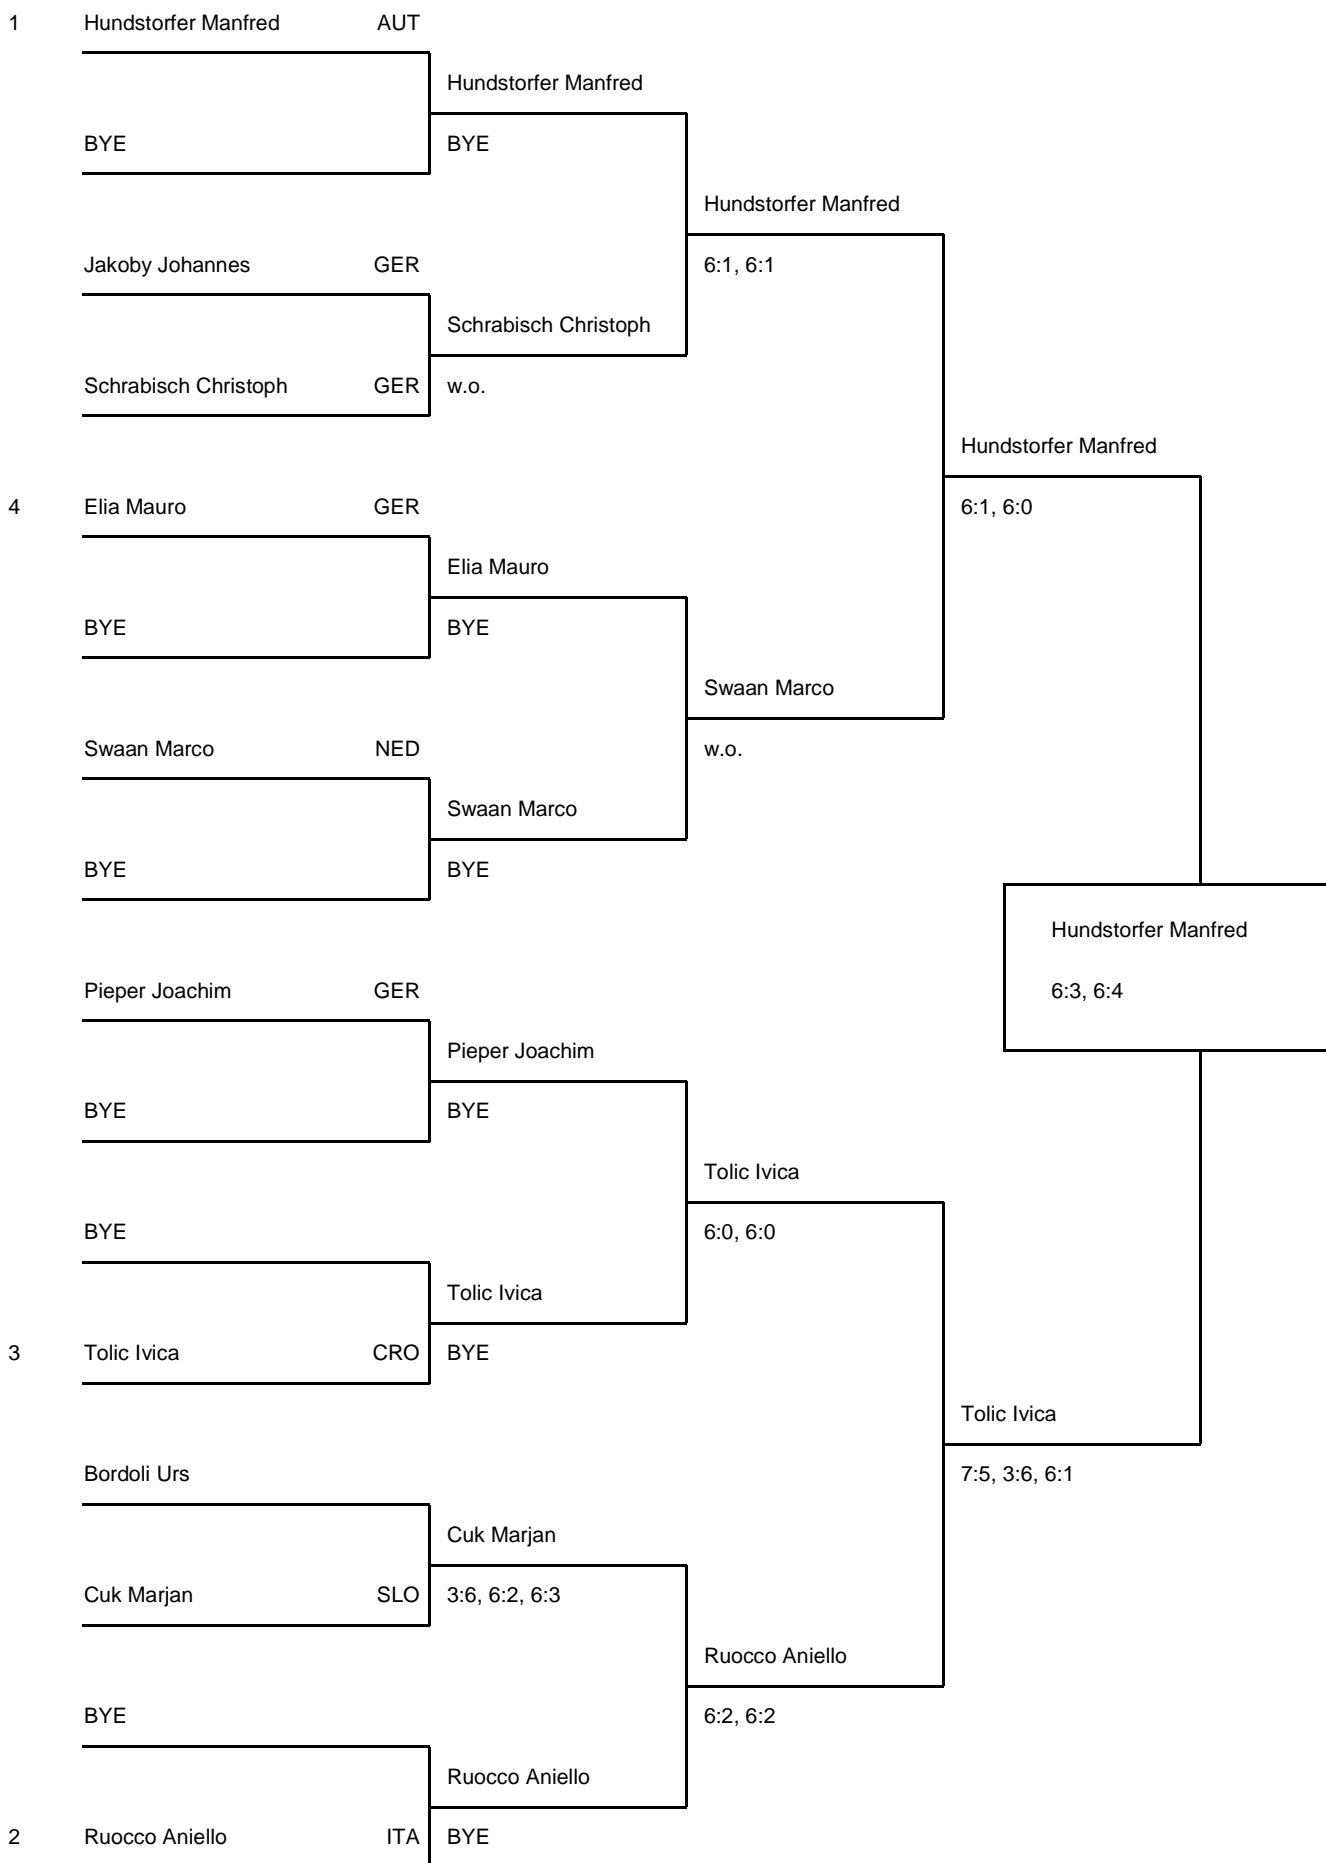 1 Hundstorfer Manfred AUT
Hundstorfer Manfred
BYE BYE
Hundstorfer Manfred
Jakoby Johannes GER 6:1, 6:1
Schrabisch Christoph
Schrabisch Christoph GER w.o.
Hundstorfer Manfred
4 Elia Mauro GER 6:1, 6:0
Elia Mauro
BYE BYE
Swaan Marco
Swaan Marco NED w.o.
Swaan Marco
BYE BYE
Hundstorfer Manfred
Pieper Joachim GER 6:3, 6:4
Pieper Joachim
BYE BYE
Tolic Ivica
BYE 6:0, 6:0
Tolic Ivica
3 Tolic Ivica CRO BYE
Tolic Ivica
Bordoli Urs 7:5, 3:6, 6:1
Cuk Marjan
Cuk Marjan SLO 3:6, 6:2, 6:3
Ruocco Aniello
BYE 6:2, 6:2
Ruocco Aniello
2 Ruocco Aniello ITA BYE